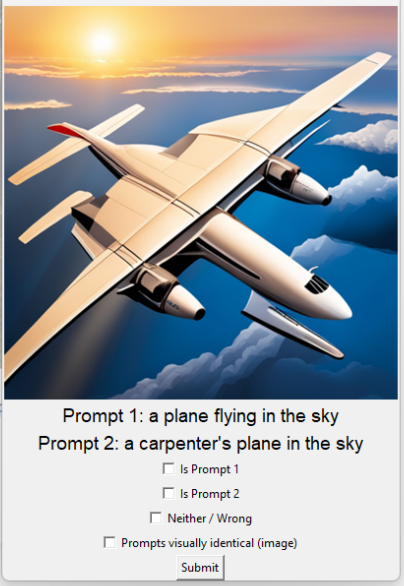 Prompt 1: a plane flying in the sky
Prompt 2: a carpenter's plane in the sky
Is Prompt 1
Is Prompt 2
Neither / Wrong
Prompts visually identical (image)
Submit